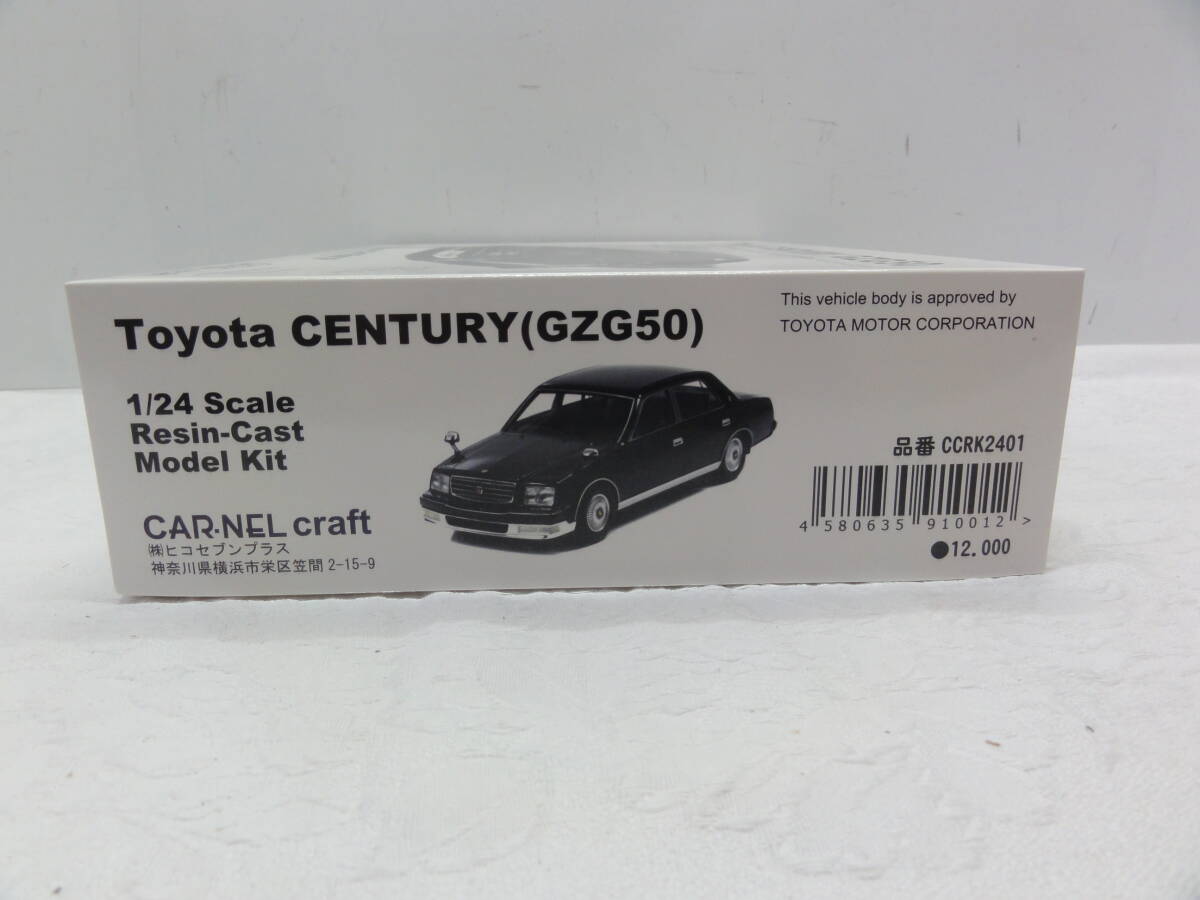 Toyota CENTURY(GZG50)
This vehicle body is approved by
TOYOTA MOTOR CORPORATION
1/24 Scale
Resin-Cast
Model Kit
品番 CCRK2401
4 580635 910012 >
●12.000
CAR·NEL craft
㈱ヒコセブンプラス
神奈川県横浜市栄区笠間2-15-9